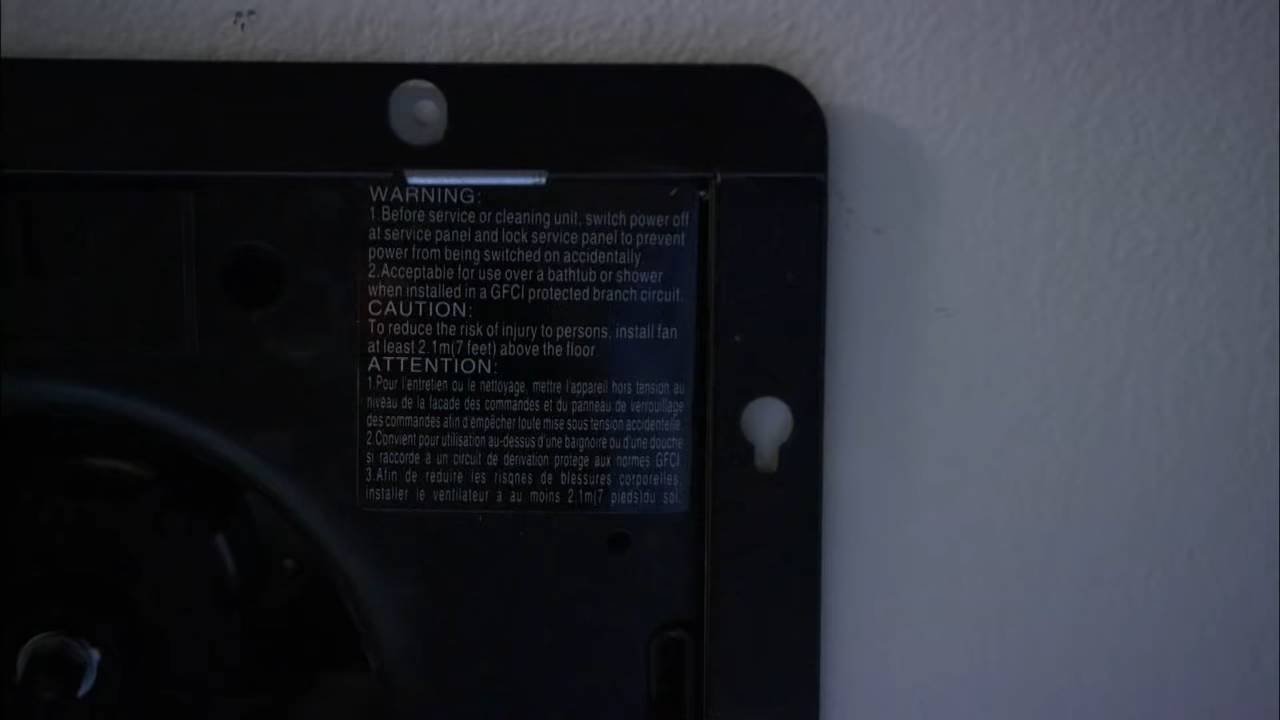 WARNING:
1.Before service or cleaning unit, switch power off
at service panel and lock service panel to prevent
power from being switched on accidentally.
2.Acceptable for use over a bathtub or shower
when installed in a GFCI protected branch circuit.
CAUTION:
To reduce the risk of injury to persons, install fan
at least 2.1m(7 feet) above the floor.
ATTENTION:
1.Pour l'entretien ou le nettoyage, mettre l'appareil hors tension au
niveau de la facade des commandes et du panneau de verrouillage
des commandes afin d'empêcher toute mise sous tension accidentelle.
2.Convient pour utilisation au-dessus d'une baignoire ou d'une douche
si raccorde à un circuit de derivation protege aux normes GFCI.
3.Afin de reduire les risqnes de blessures corporelles,
installer le ventilateur à au moins 2.1m(7 pieds)du sol.